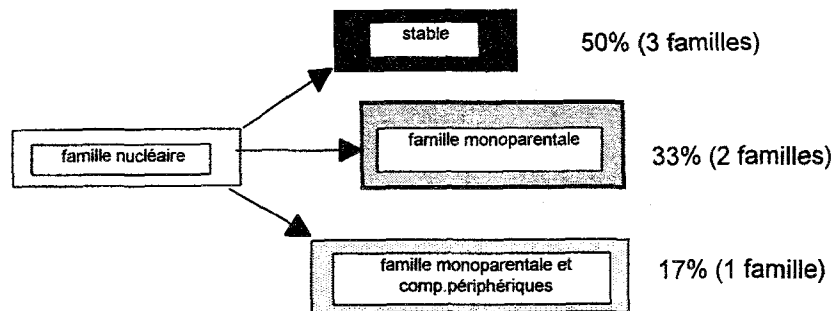 stable
50% (3 familles)
famille nucléaire
famille monoparentale
33% (2 familles)
famille monoparentale et
comp.périphériques
17% (1 famille)